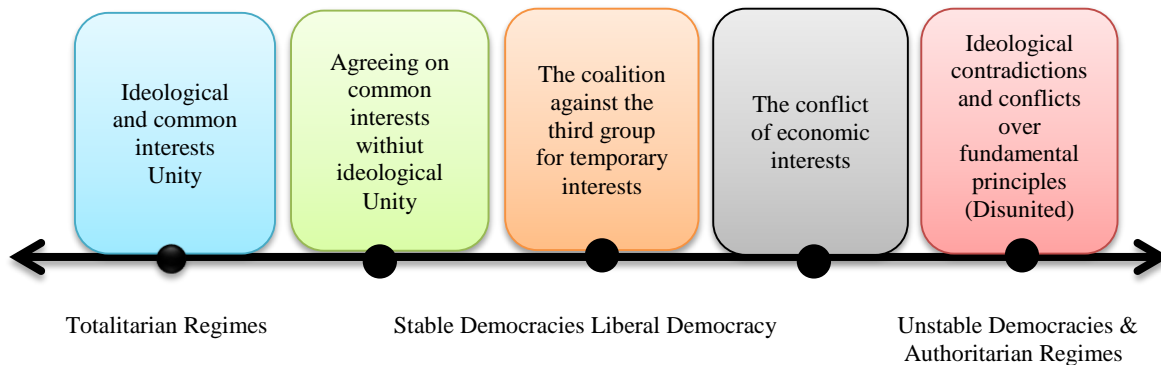 Ideological
and common
interests
Unity
Agreeing on
common
interests
withiut
ideological
Unity
The coalition
against the
third group
for temporary
interests
The conflict
of economic
interests
Ideological
contradictions
and conflicts
over
fundamental
principles
(Disunited)
Totalitarian Regimes
Stable Democracies Liberal Democracy
Unstable Democracies &
Authoritarian Regimes